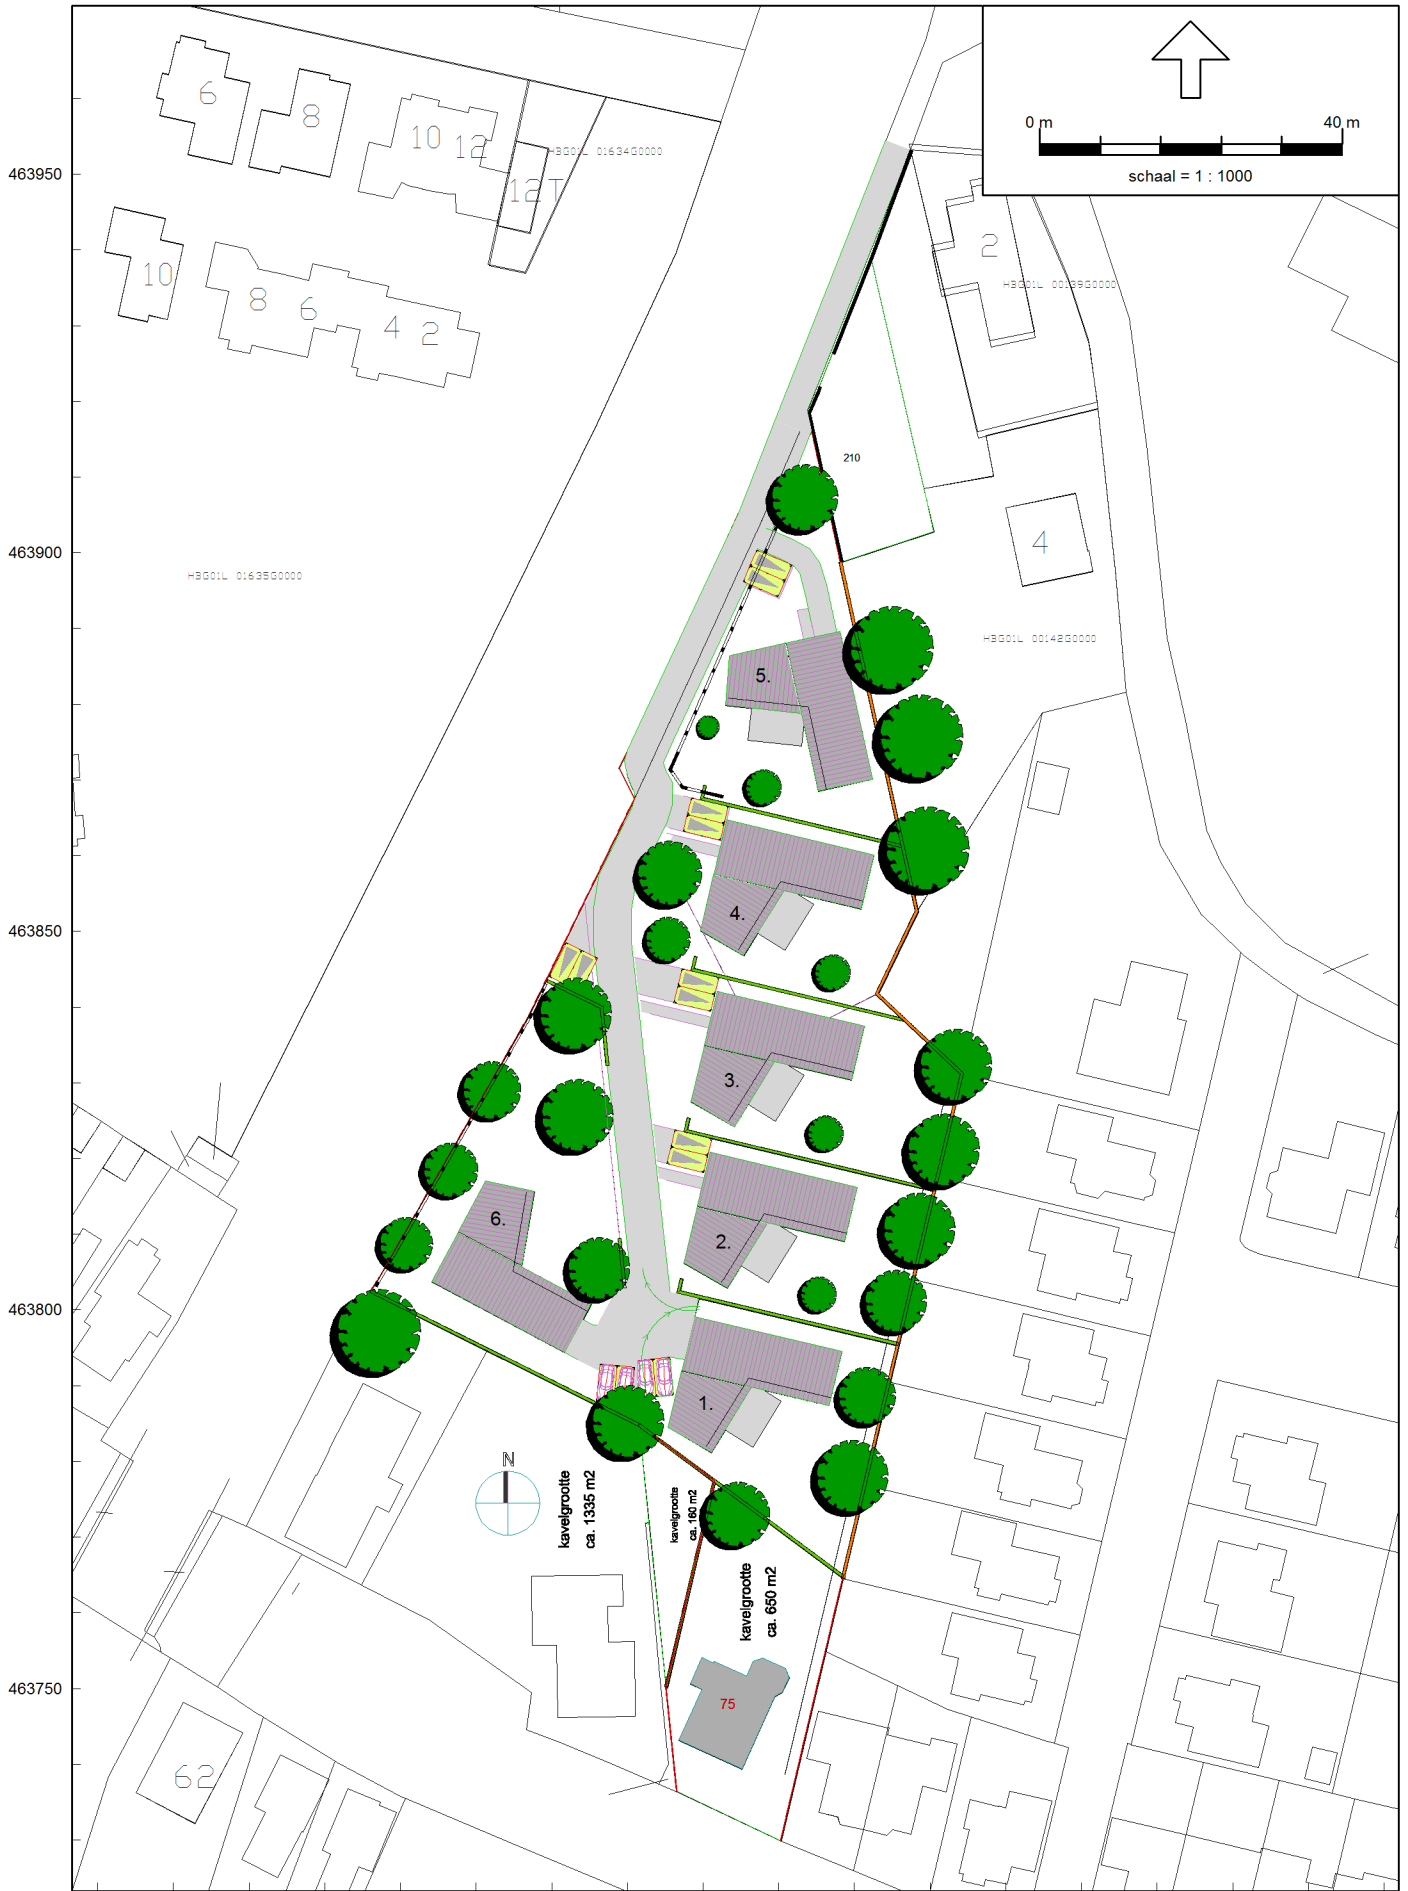 0 m
40 m
schaal = 1 : 1000
463950
463900
463850
463800
463750
6
8
10
12
12T
HBG01L 01634G0000
10
8
6
4
2
2
HBG01L 00139G0000
210
4
HBG01L 01635G0000
HBG01L 00142G0000
5.
4.
3.
2.
6.
1.
N
kavelgrootte
ca. 1335 m2
kavelgrootte
ca. 160 m2
kavelgrootte
ca. 650 m2
75
62